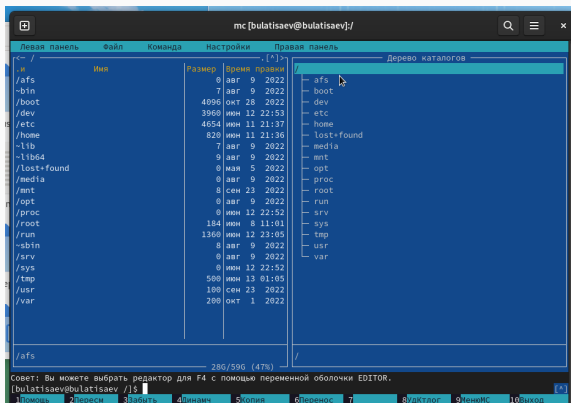 mc [bulatisaev@bulatisaev]:/
Левая панель Файл Команда Настройки Правая панель
<— / .[^]>
Дерево каталогов
.и Имя Размер Время правки
/afs 0 авг 9 2022
~bin 7 авг 9 2022
/boot 4096 окт 28 2022
/dev 3960 июн 12 22:53
/etc 4654 июн 11 21:37
/home 820 июн 11 21:36
~lib 7 авг 9 2022
~lib64 9 авг 9 2022
/lost+found 0 мая 5 2022
/media 0 авг 9 2022
/mnt 8 сен 23 2022
/opt 0 авг 9 2022
/proc 0 июн 12 22:52
/root 184 июн 8 11:01
/run 1360 июн 12 23:05
~sbin 8 авг 9 2022
/srv 0 авг 9 2022
/sys 0 июн 12 22:52
/tmp 500 июн 13 01:05
/usr 100 сен 23 2022
/var 200 окт 1 2022
/afs
28G/59G (47%)
/
afs
boot
dev
etc
home
lost+found
media
mnt
opt
proc
root
run
srv
sys
tmp
usr
var
/
Совет: Вы можете выбрать редактор для F4 с помощью переменной оболочки EDITOR.
[bulatisaev@bulatisaev /]$ [^]
1Помощь 2Пересм 3Забыть 4Динамч 5Копия 6Перенос 7 8УдКтлог 9МенюMC 10Выход